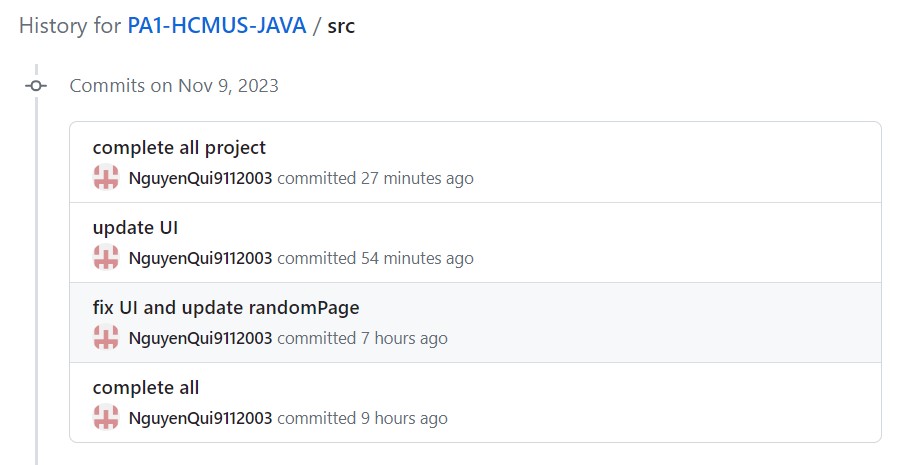 History for PA1-HCMUS-JAVA / src
Commits on Nov 9, 2023
complete all project
NguyenQui9112003 committed 27 minutes ago
update UI
NguyenQui9112003 committed 54 minutes ago
fix UI and update randomPage
NguyenQui9112003 committed 7 hours ago
complete all
NguyenQui9112003 committed 9 hours ago